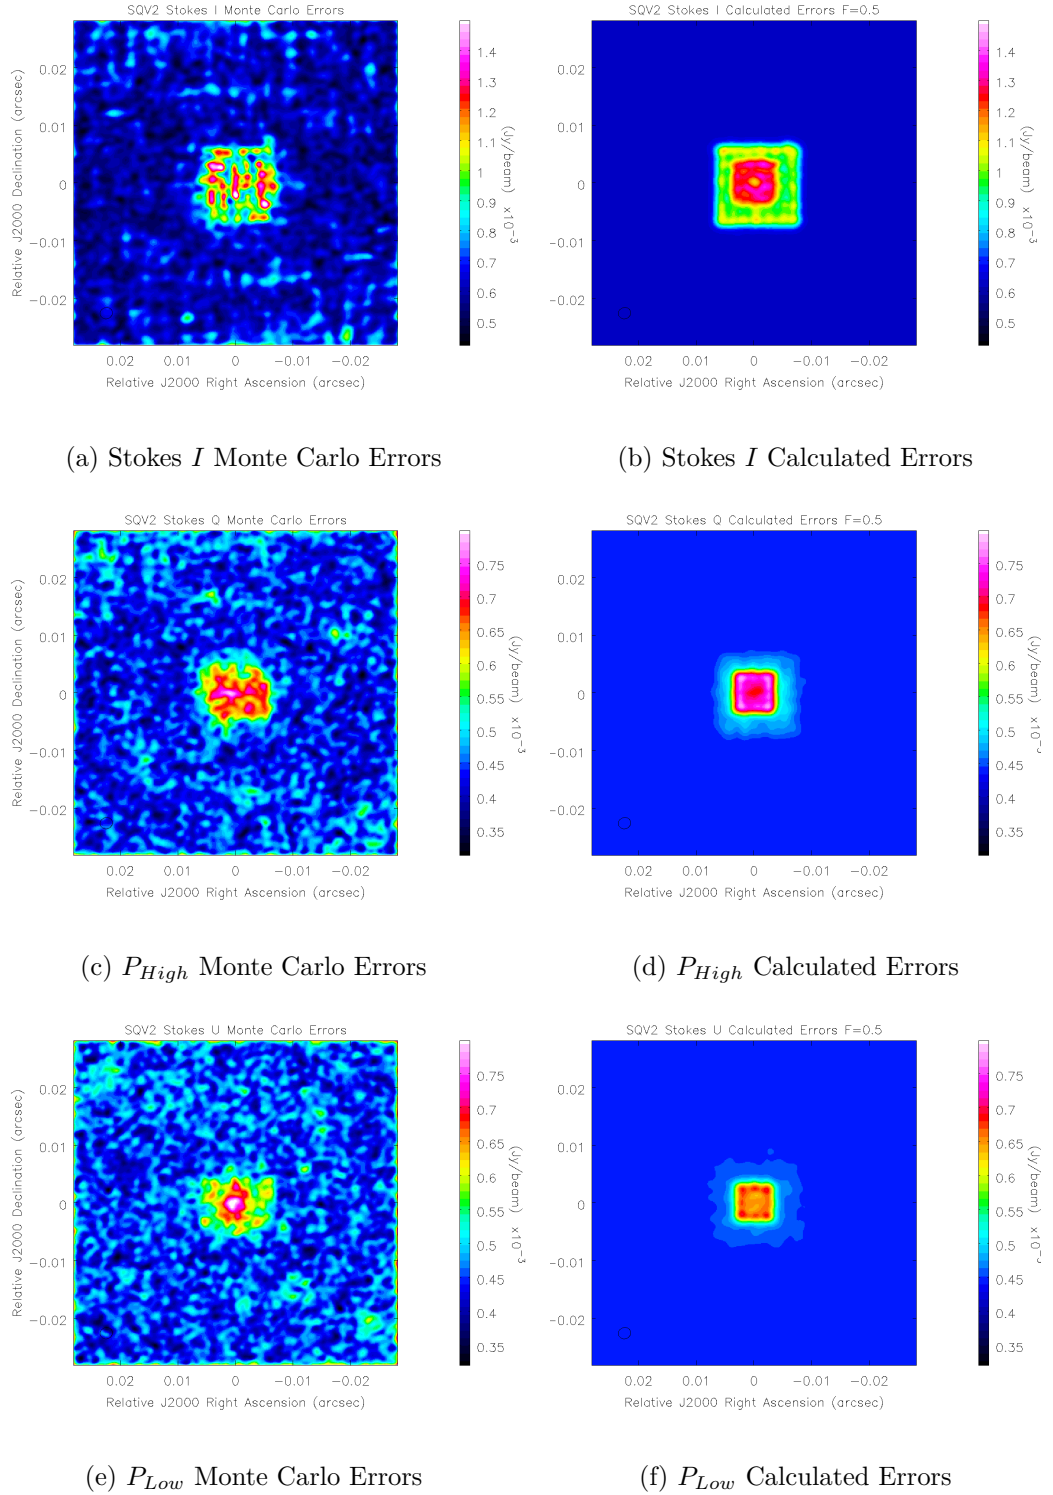 SQV2 Stokes I Monte Carlo Errors
SQV2 Stokes I Calculated Errors F=0.5
Relative J2000 Declination (arcsec)
0.02
0.01
0
−0.01
−0.02
0.02 0.01 0 −0.01 −0.02
Relative J2000 Right Ascension (arcsec)
1.4
1.3
1.2
1.1
1
0.9
0.8
0.7
0.6
0.5
(Jy/beam) x10−3
0.02
0.01
0
−0.01
−0.02
0.02 0.01 0 −0.01 −0.02
Relative J2000 Right Ascension (arcsec)
1.4
1.3
1.2
1.1
1
0.9
0.8
0.7
0.6
0.5
(Jy/beam) x10−3
(a) Stokes I Monte Carlo Errors
(b) Stokes I Calculated Errors
SQV2 Stokes Q Monte Carlo Errors
SQV2 Stokes Q Calculated Errors F=0.5
Relative J2000 Declination (arcsec)
0.02
0.01
0
−0.01
−0.02
0.02 0.01 0 −0.01 −0.02
Relative J2000 Right Ascension (arcsec)
0.75
0.7
0.65
0.6
0.55
0.5
0.45
0.4
0.35
(Jy/beam) x10−3
0.02
0.01
0
−0.01
−0.02
0.02 0.01 0 −0.01 −0.02
Relative J2000 Right Ascension (arcsec)
0.75
0.7
0.65
0.6
0.55
0.5
0.45
0.4
0.35
(Jy/beam) x10−3
(c) PHigh Monte Carlo Errors
(d) PHigh Calculated Errors
SQV2 Stokes U Monte Carlo Errors
SQV2 Stokes U Calculated Errors F=0.5
Relative J2000 Declination (arcsec)
0.02
0.01
0
−0.01
−0.02
0.02 0.01 0 −0.01 −0.02
Relative J2000 Right Ascension (arcsec)
0.75
0.7
0.65
0.6
0.55
0.5
0.45
0.4
0.35
(Jy/beam) x10−3
0.02
0.01
0
−0.01
−0.02
0.02 0.01 0 −0.01 −0.02
Relative J2000 Right Ascension (arcsec)
0.75
0.7
0.65
0.6
0.55
0.5
0.45
0.4
0.35
(Jy/beam) x10−3
(e) PLow Monte Carlo Errors
(f) PLow Calculated Errors